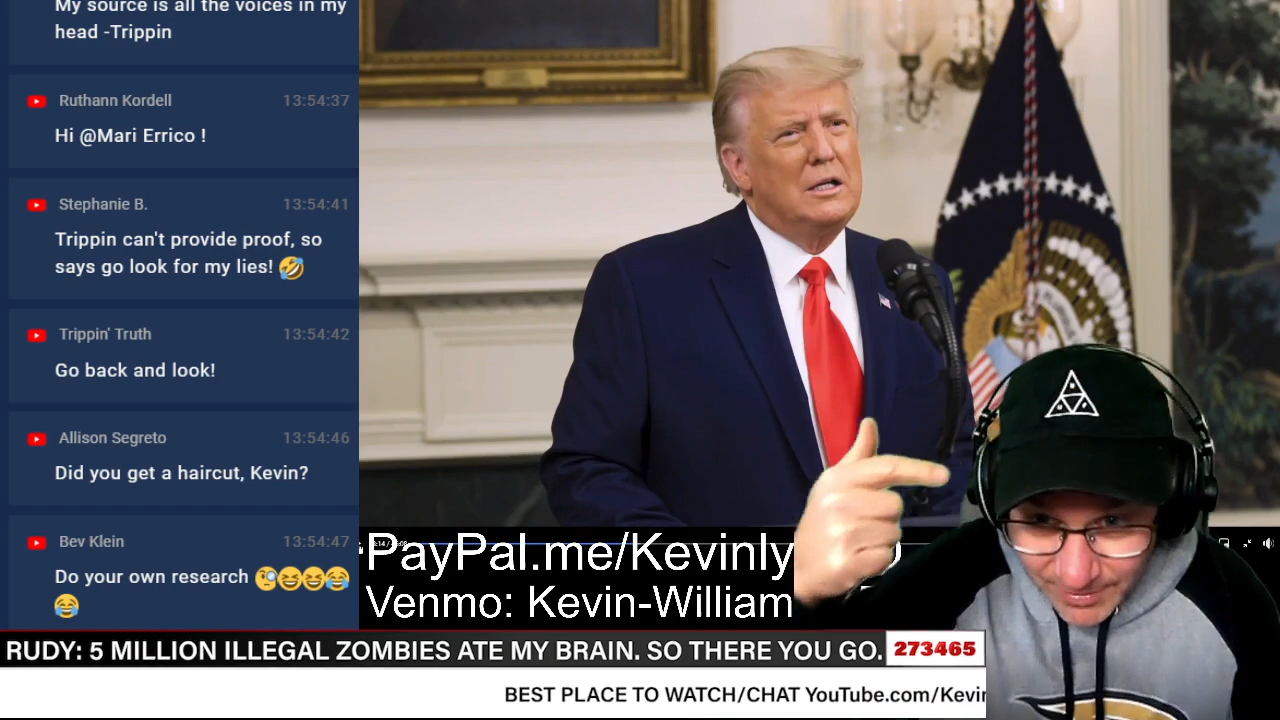 My source is all the voices in my
head -Trippin
Ruthann Kordell 13:54:37
Hi @Mari Errico !
Stephanie B. 13:54:41
Trippin can't provide proof, so
says go look for my lies! 🤣
Trippin' Truth 13:54:42
Go back and look!
Allison Segreto 13:54:46
Did you get a haircut, Kevin?
Bev Klein 13:54:47
Do your own research 🧐😆😆😂
😂
PayPal.me/Kevinly
Venmo: Kevin-William
RUDY: 5 MILLION ILLEGAL ZOMBIES ATE MY BRAIN. SO THERE YOU GO. 273465
BEST PLACE TO WATCH/CHAT YouTube.com/Kevin